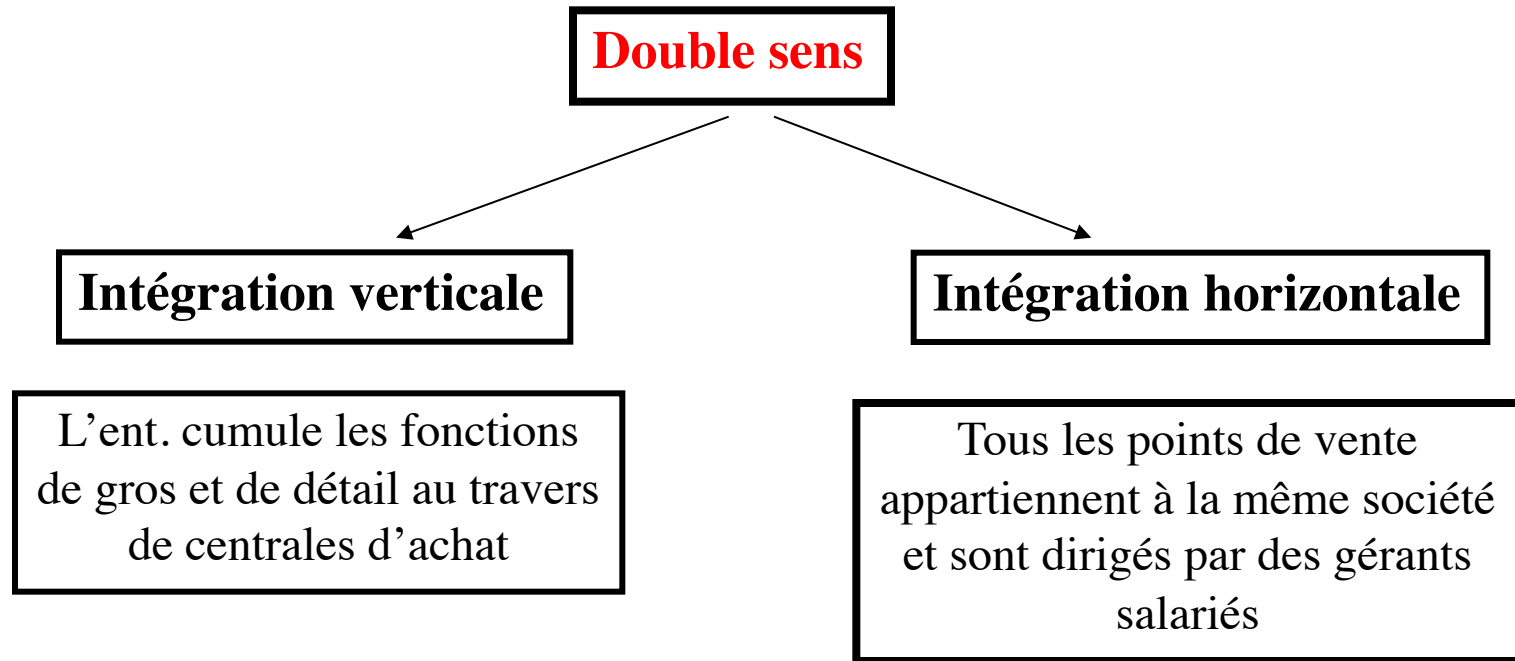 Double sens
Intégration verticale
Intégration horizontale
L’ent. cumule les fonctions
de gros et de détail au travers
de centrales d’achat
Tous les points de vente
appartiennent à la même société
et sont dirigés par des gérants
salariés